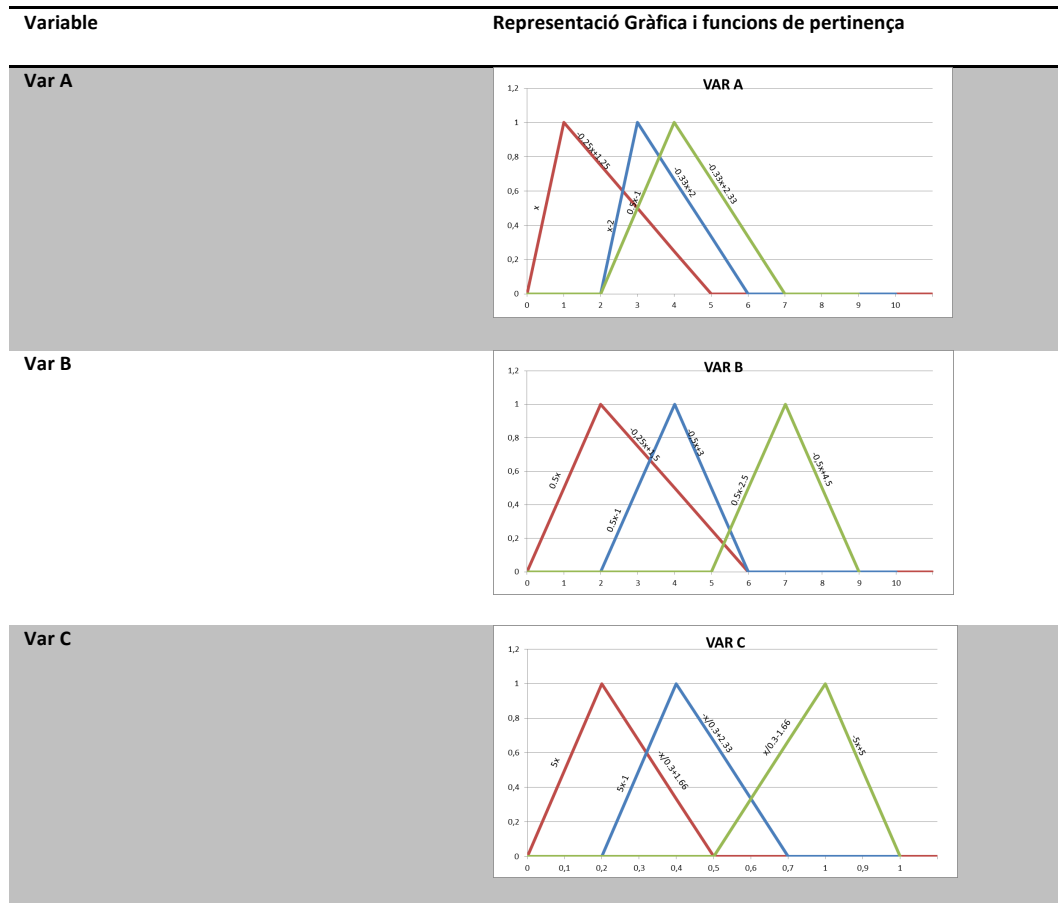 Variable Representació Gràfica i funcions de pertinença
Var A
VAR A
1,2
1
0,8
0,6
0,4
0,2
0
0 1 2 3 4 5 6 7 8 9 10
x
-0.25x+1.25
x-2
0.5x-1
-0.33x+2
-0.33x+2.33
Var B
VAR B
1,2
1
0,8
0,6
0,4
0,2
0
0 1 2 3 4 5 6 7 8 9 10
0.5x
-0,25x+1.5
0.5x-1
-0,5x+3
0.5x-2.5
-0.5x+4.5
Var C
VAR C
1,2
1
0,8
0,6
0,4
0,2
0
0 0,1 0,2 0,3 0,4 0,5 0,6 0,7 1 0,9 1
5x
-x/0.3+1.66
5x-1
-x/0.3+2.33
x/0.3-1.66
-5x+5